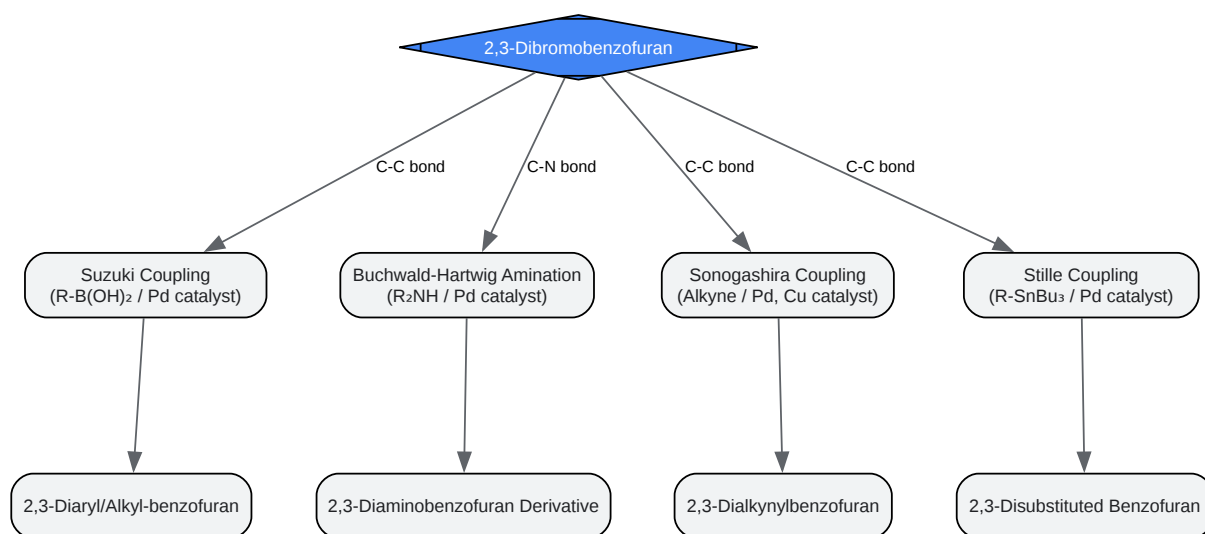 2,3-Dibromobenzofuran
C-C bond
C-N bond
C-C bond
C-C bond
Suzuki Coupling
(R-B(OH)₂ / Pd catalyst)
Buchwald-Hartwig Amination
(R₂NH / Pd catalyst)
Sonogashira Coupling
(Alkyne / Pd, Cu catalyst)
Stille Coupling
(R-SnBu₃ / Pd catalyst)
2,3-Diaryl/Alkyl-benzofuran
2,3-Diaminobenzofuran Derivative
2,3-Dialkynylbenzofuran
2,3-Disubstituted Benzofuran